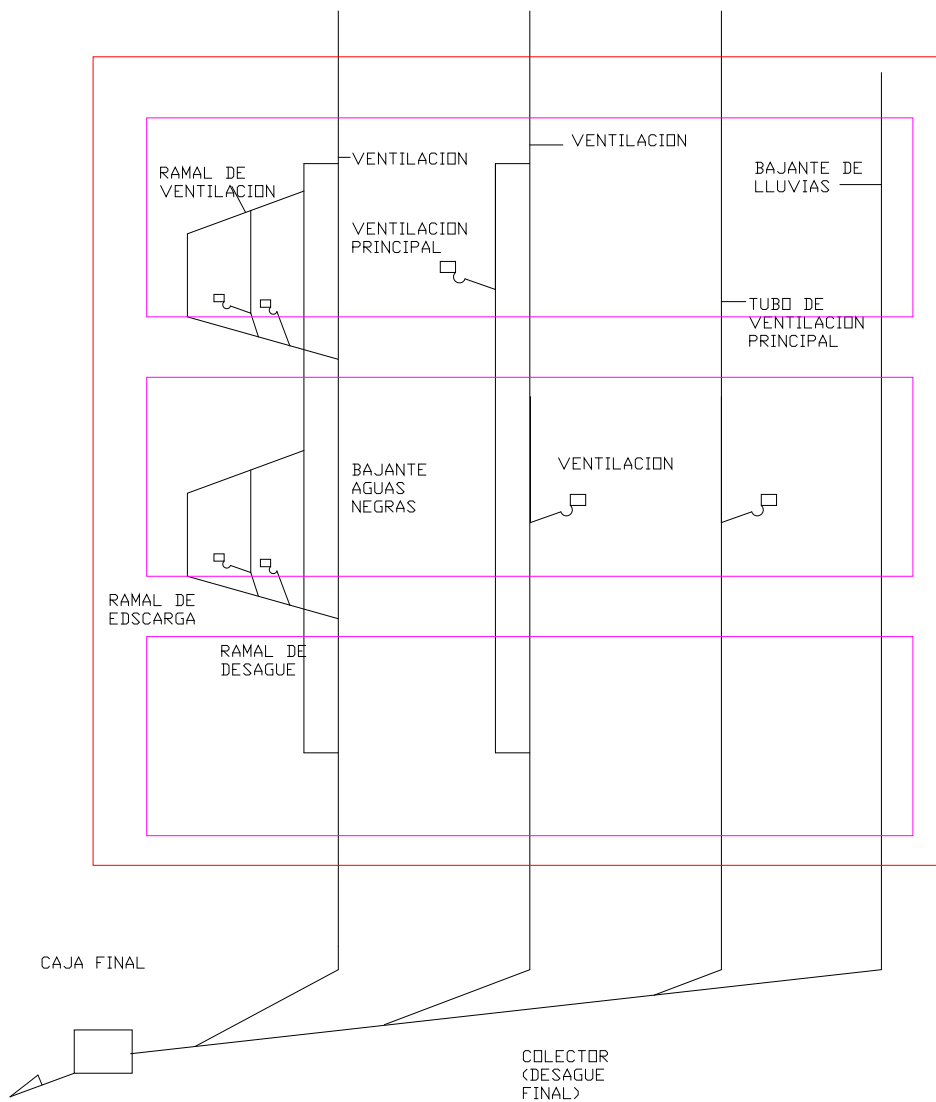 VENTILACION
VENTILACION
RAMAL DE
VENTILACION
BAJANTE DE
LLUVIAS
VENTILACION
PRINCIPAL
TUBO DE
VENTILACION
PRINCIPAL
BAJANTE
AGUAS
NEGRAS
VENTILACION
RAMAL DE
EDSCARGA
RAMAL DE
DESAGUE
CAJA FINAL
COLECTOR
(DESAGUE
FINAL)